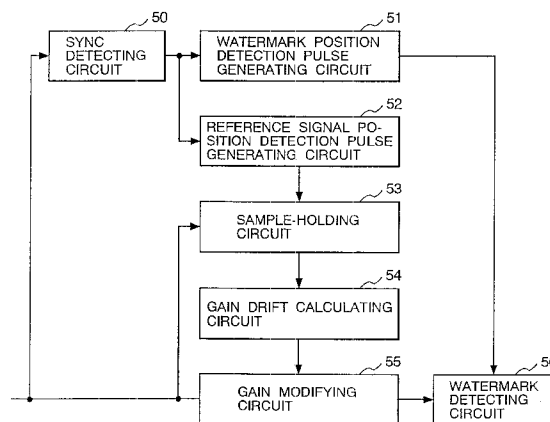 50
SYNC
DETECTING
CIRCUIT
51
WATERMARK POSITION
DETECTION PULSE
GENERATING CIRCUIT
52
REFERENCE SIGNAL PO-
SITION DETECTION PULSE
GENERATING CIRCUIT
53
SAMPLE-HOLDING
CIRCUIT
54
GAIN DRIFT CALCULATING
CIRCUIT
55
GAIN MODIFYING
CIRCUIT
WATERMARK
DETECTING
CIRCUIT